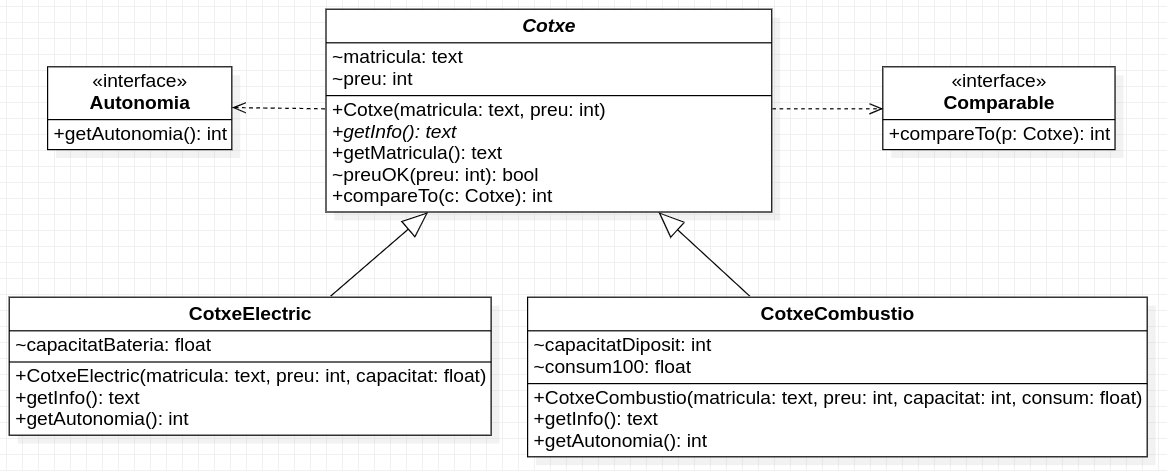 Cotxe
~matricula: text
~preu: int
+Cotxe(matricula: text, preu: int)
+getInfo(): text
+getMatricula(): text
~preuOK(preu: int): bool
+compareTo(c: Cotxe): int
«interface»
Autonomia
+getAutonomia(): int
«interface»
Comparable
+compareTo(p: Cotxe): int
CotxeElectric
~capacitatBateria: float
+CotxeElectric(matricula: text, preu: int, capacitat: float)
+getInfo(): text
+getAutonomia(): int
CotxeCombustio
~capacitatDiposit: int
~consum100: float
+CotxeCombustio(matricula: text, preu: int, capacitat: int, consum: float)
+getInfo(): text
+getAutonomia(): int